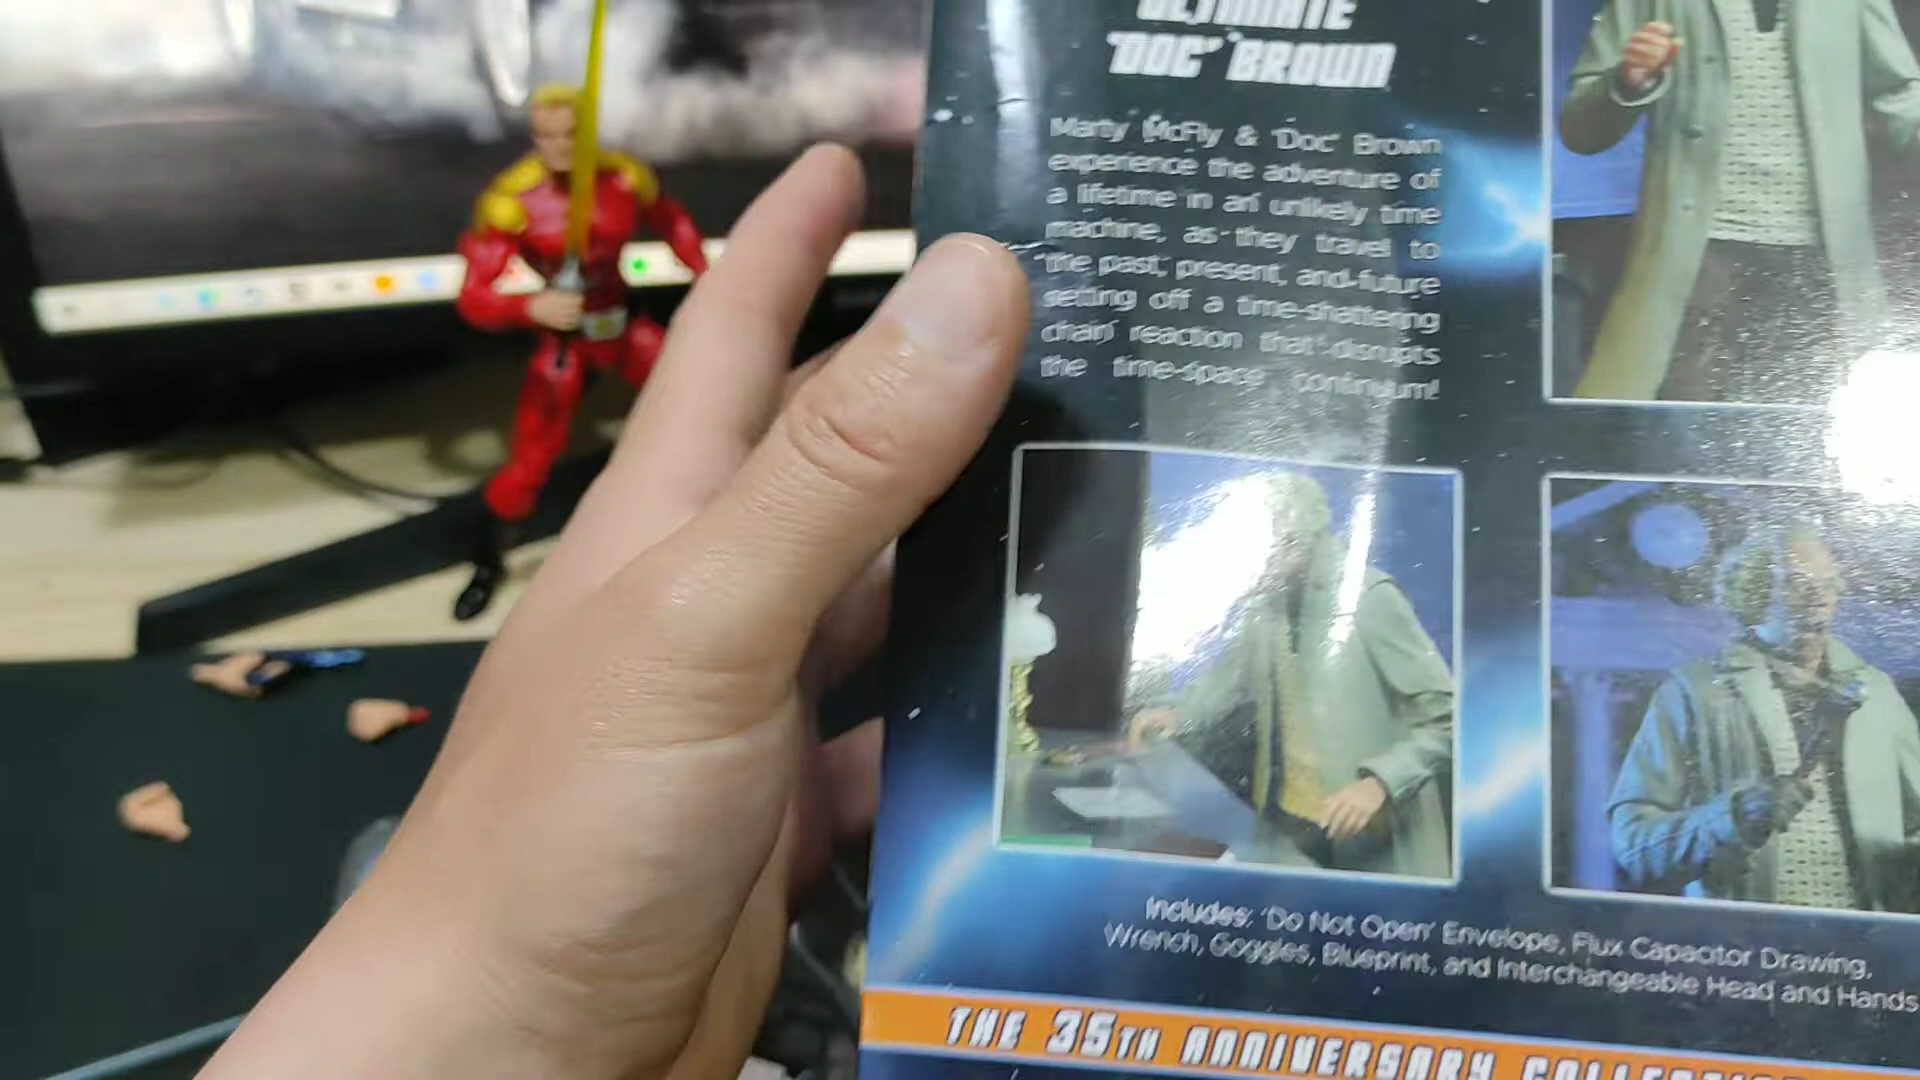 ULTIMATE
'DOC' BROWN
Marty McFly & 'Doc' Brown
experience the adventure of
a lifetime in an unlikely time
machine, as they travel to
the past, present, and future
setting off a time-shattering
chain reaction that disrupts
the time-space continuum!
Includes: 'Do Not Open' Envelope, Flux Capacitor Drawing,
Wrench, Goggles, Blueprint, and Interchangeable Head and Hands
THE 35TH ANNIVERSARY COLLECTION